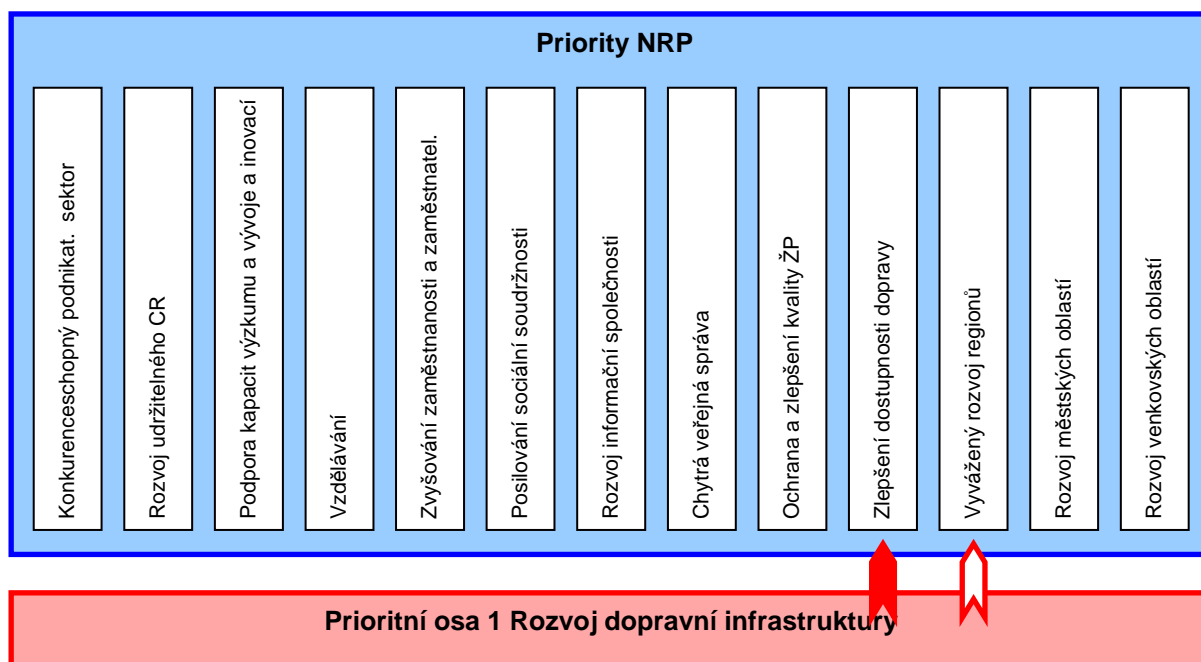 Priority NRP
Konkurenceschopný podnikat. sektor
Rozvoj udržitelného CR
Podpora kapacit výzkumu a vývoje a inovací
Vzdělávání
Zvyšování zaměstnanosti a zaměstnatel.
Posilování sociální soudržnosti
Rozvoj informační společnosti
Chytrá veřejná správa
Ochrana a zlepšení kvality ŽP
Zlepšení dostupnosti dopravy
Vyvážený rozvoj regionů
Rozvoj městských oblastí
Rozvoj venkovských oblastí
Prioritní osa 1 Rozvoj dopravní infrastruktury